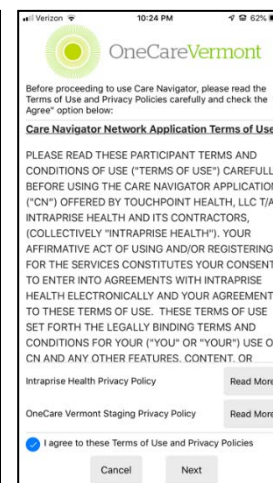 Verizon 10:24 PM 62%
OneCareVermont
Before proceeding to use Care Navigator, please read the
Terms of Use and Privacy Policies carefully and check the
Agree" option below:
Care Navigator Network Application Terms of Use
PLEASE READ THESE PARTICIPANT TERMS AND
CONDITIONS OF USE ("TERMS OF USE") CAREFULL
BEFORE USING THE CARE NAVIGATOR APPLICATION
("CN") OFFERED BY TOUCHPOINT HEALTH, LLC T/A
INTRAPRISE HEALTH AND ITS CONTRACTORS,
(COLLECTIVELY "INTRAPRISE HEALTH"). YOUR
AFFIRMATIVE ACT OF USING AND/OR REGISTERING
FOR THE SERVICES CONSTITUTES YOUR CONSENT
TO ENTER INTO AGREEMENTS WITH INTRAPRISE
HEALTH ELECTRONICALLY AND YOUR AGREEMENT
TO THESE TERMS OF USE. THESE TERMS OF USE
SET FORTH THE LEGALLY BINDING TERMS AND
CONDITIONS FOR YOUR ("YOU" OR "YOUR") USE O
CN AND ANY OTHER FEATURES, CONTENT, OR
Intraprise Health Privacy Policy Read More
OneCare Vermont Staging Privacy Policy Read More
I agree to these Terms of Use and Privacy Policies
Cancel Next